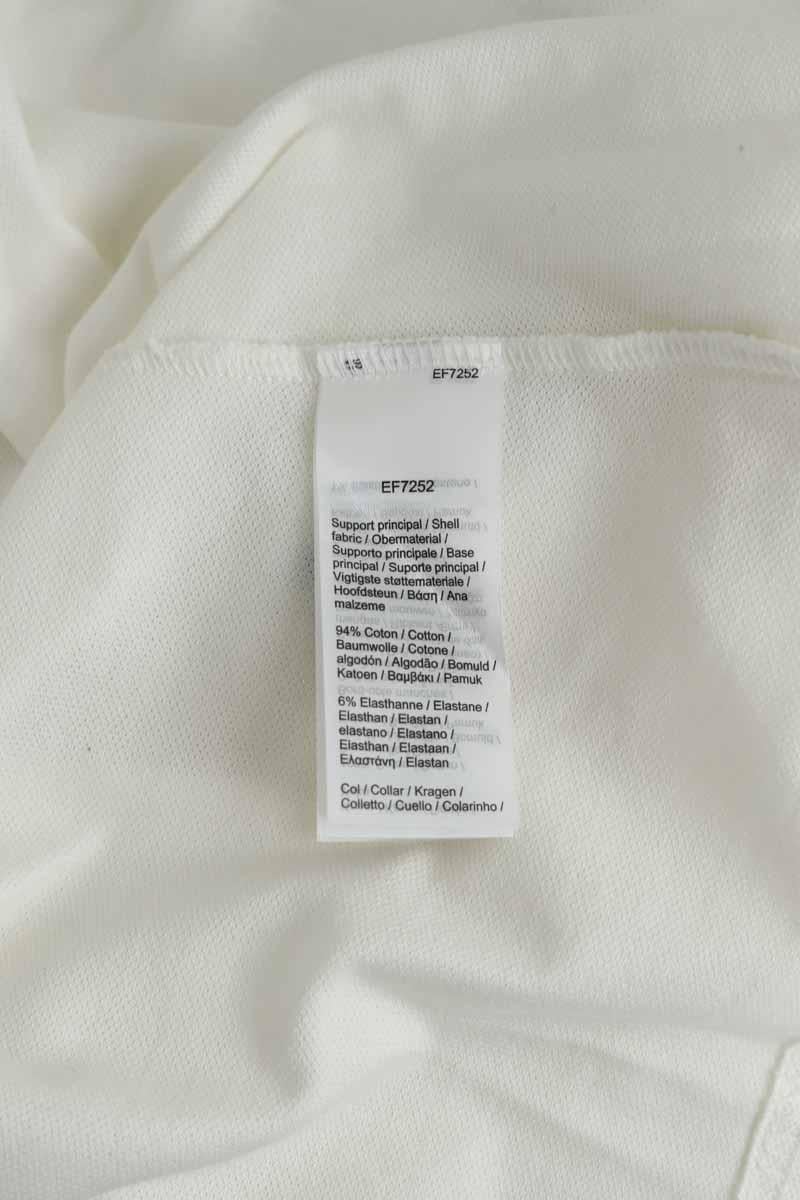 EF7252
EF7252
Support principal / Shell
fabric / Obermaterial /
Supporto principale / Base
principal / Suporte principal /
Vigtigste støttemateriale /
Hoofdsteun / Βάση / Ana
malzeme
94% Coton / Cotton /
Baumwolle / Cotone /
algodón / Algodão / Bomuld /
Katoen / Βαμβάκι / Pamuk
6% Elasthanne / Elastane /
Elasthan / Elastan /
elastano / Elastano /
Elasthan / Elastaan /
Ελαστάνη / Elastan
Col / Collar / Kragen /
Colletto / Cuello / Colarinho /